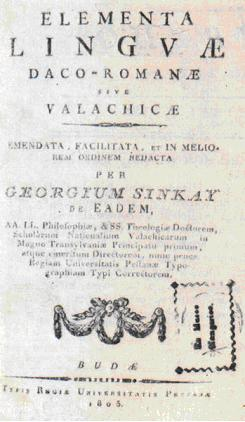 ELEMENTA
LINGVÆ
DACO-ROMANÆ
SIVE
VALACHICÆ
EMENDATA, FACILITATA, ET IN MELIO-
REM ORDINEM REDACTA
PER
GEORGIUM SINKAY
DE EADEM,
AA. LL. Philosophiæ, & SS. Theologiæ Doctorem,
Scholarum Nationalium Valachicarum in
Magno Transylvaniæ Principatu primum,
atque emeritum Directorem, nunc penes
Regiam Universitatis Pestanæ Typo-
graphiam Typi Correctorem.
Ex Museo
BUDÆ
TYPIS REGIÆ UNIVERSITATIS PESTANÆ
1805.